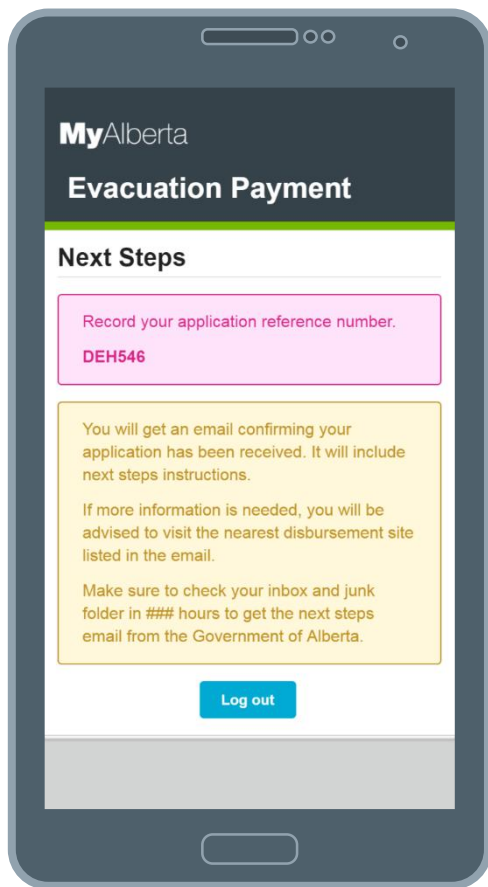 MyAlberta
Evacuation Payment
Next Steps
Record your application reference number.
DEH546
You will get an email confirming your
application has been received. It will include
next steps instructions.
If more information is needed, you will be
advised to visit the nearest disbursement site
listed in the email.
Make sure to check your inbox and junk
folder in ### hours to get the next steps
email from the Government of Alberta.
Log out